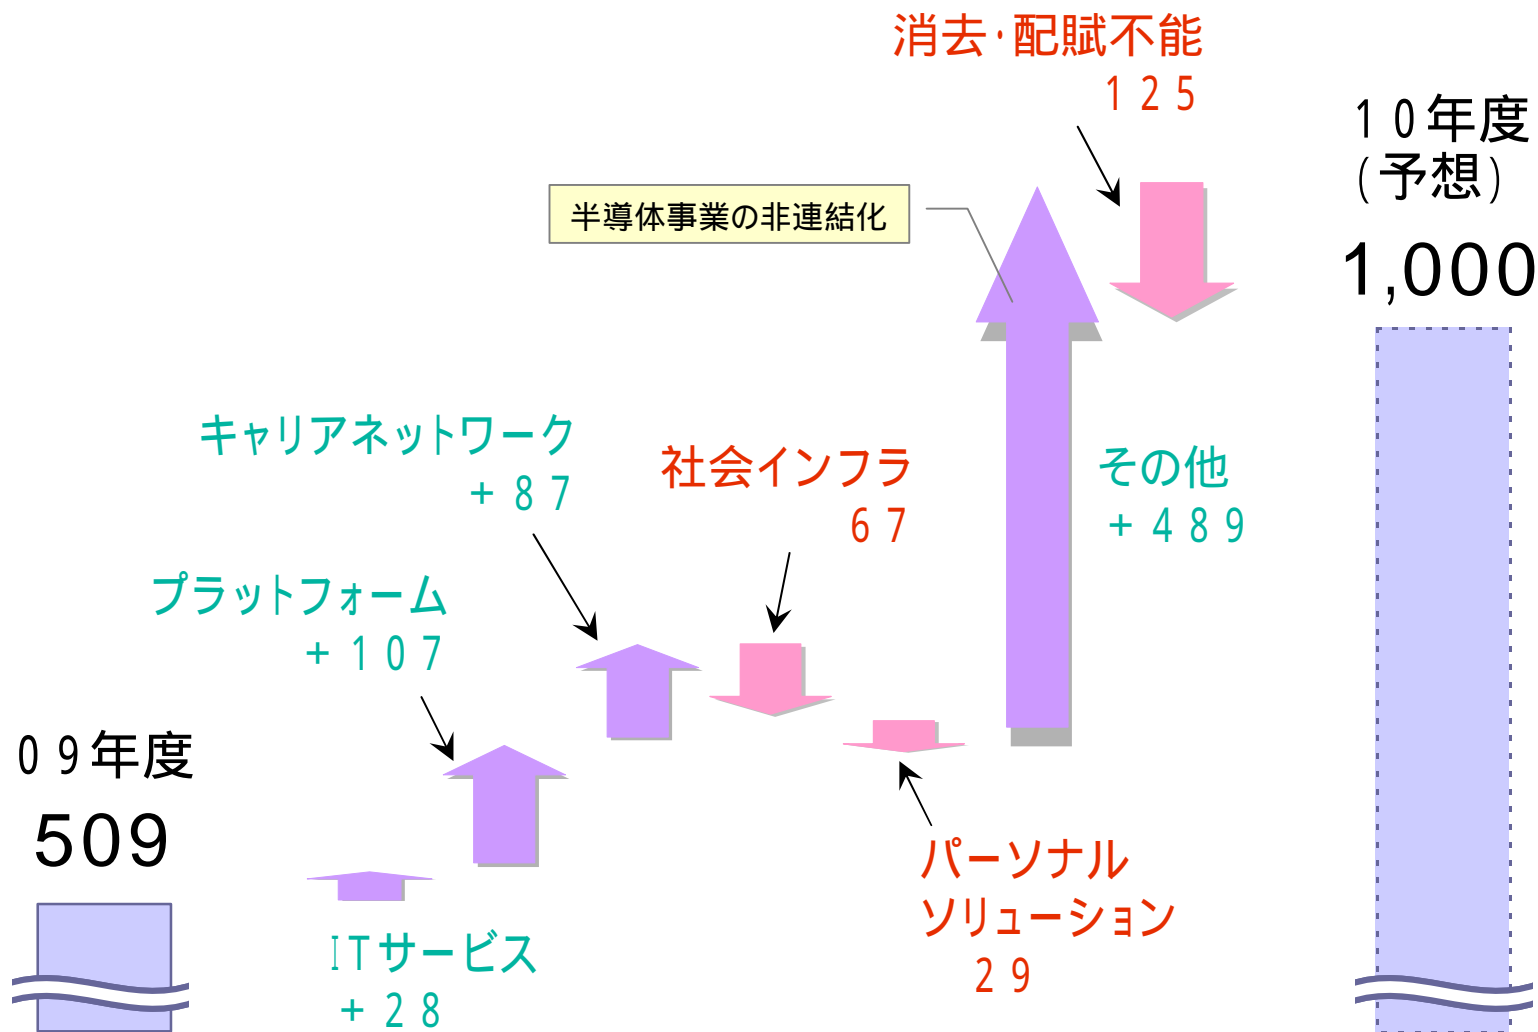 消去･配賦不能
１２５
１０年度
(予想)
1,000
半導体事業の非連結化
キャリアネットワーク
＋８７
社会インフラ
６７
その他
＋４８９
プラットフォーム
＋１０７
０９年度
509
パーソナル
ソリューション
２９
ＩＴサービス
＋２８